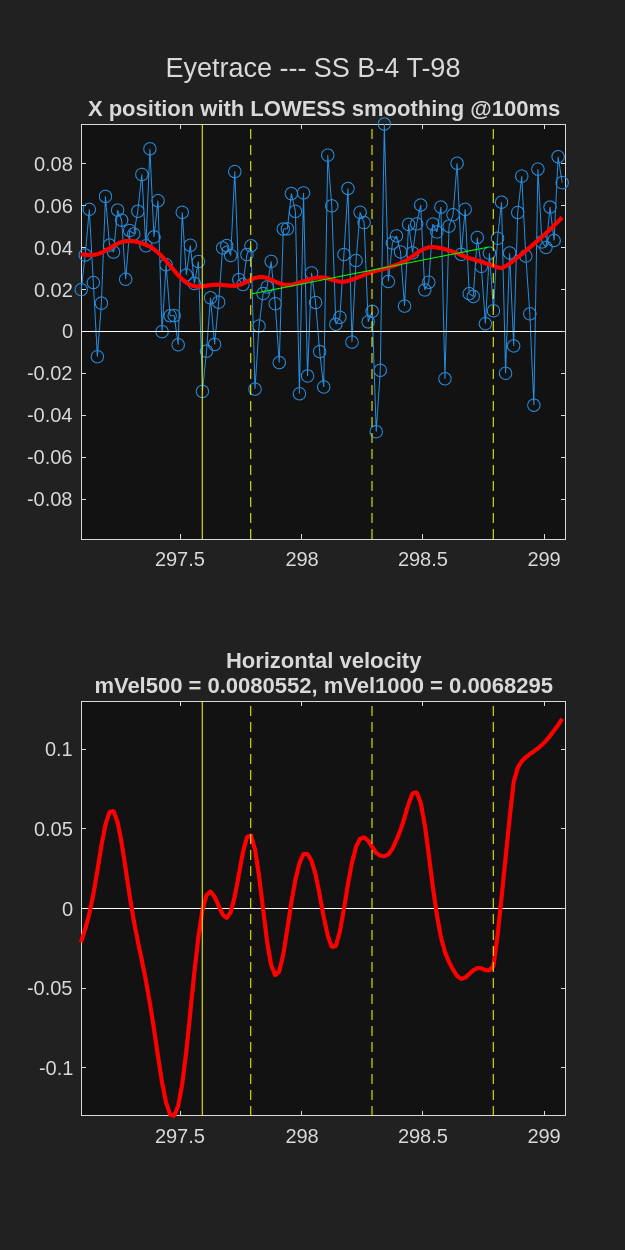 Eyetrace --- SS B-4 T-98
X position with LOWESS smoothing @100ms
0.08
0.06
0.04
0.02
0
-0.02
-0.04
-0.06
-0.08
297.5 298 298.5 299
Horizontal velocity
mVel500 = 0.0080552, mVel1000 = 0.0068295
0.1
0.05
0
-0.05
-0.1
297.5 298 298.5 299